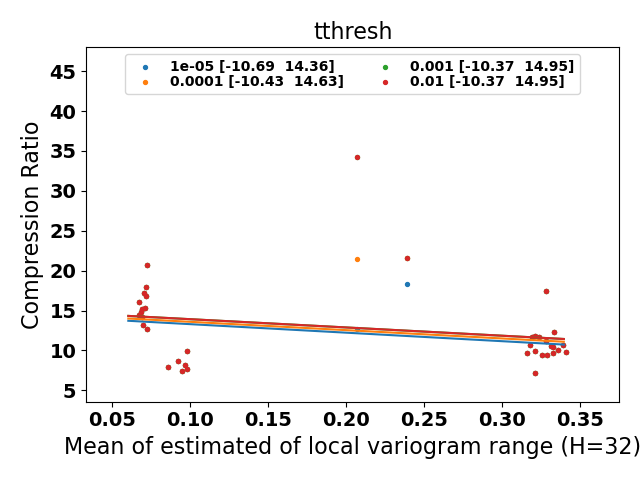 tthresh
1e-05 [-10.69  14.36]
0.0001 [-10.43  14.63]
0.001 [-10.37  14.95]
0.01 [-10.37  14.95]
Compression Ratio
45
40
35
30
25
20
15
10
5
0.05 0.10 0.15 0.20 0.25 0.30 0.35
Mean of estimated of local variogram range (H=32)